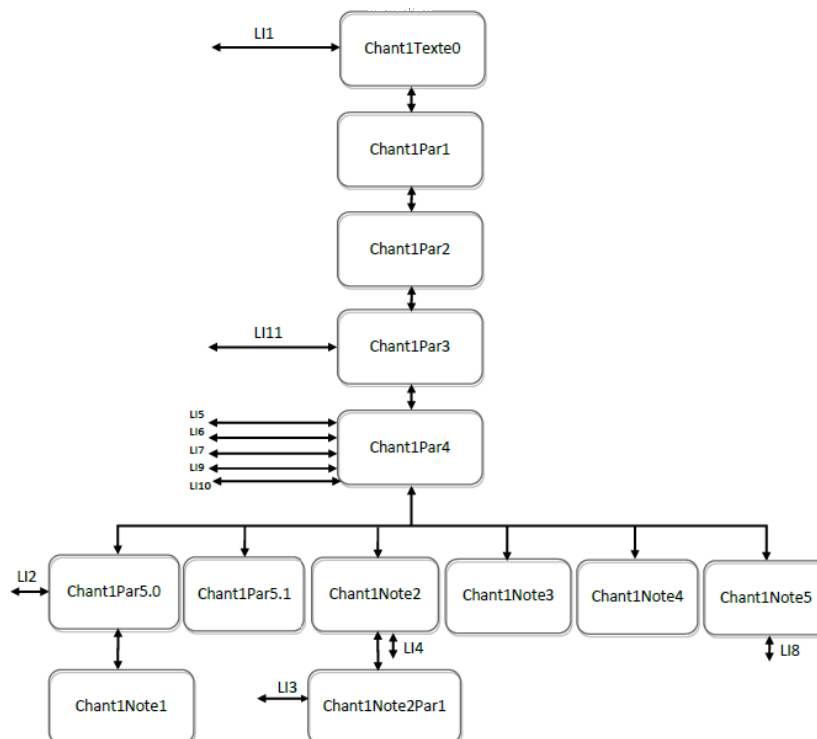 LI1
Chant1Texte0
Chant1Par1
Chant1Par2
LI11
Chant1Par3
LI5
LI6
LI7
LI9
LI10
Chant1Par4
LI2
Chant1Par5.0
Chant1Par5.1
Chant1Note2
Chant1Note3
Chant1Note4
Chant1Note5
LI4
LI8
LI3
Chant1Note1
Chant1Note2Par1